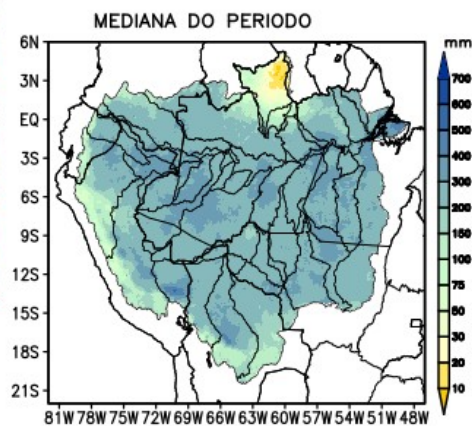 MEDIANA DO PERIODO
mm
6N
3N
EQ
3S
6S
9S
12S
15S
18S
21S
700
600
500
400
300
200
150
100
75
50
30
20
10
81W 78W 75W 72W 69W 66W 63W 60W 57W 54W 51W 48W